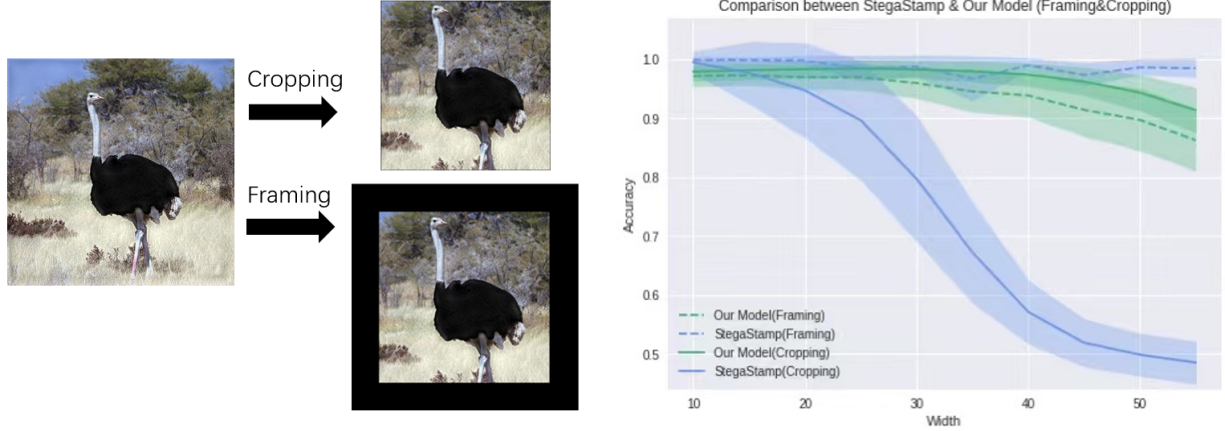 Cropping
Framing
Comparison between StegaStamp & Our Model (Framing&Cropping)
1.0
0.9
0.8
0.7
0.6
0.5
Accuracy
Our Model(Framing)
StegaStamp(Framing)
Our Model(Cropping)
StegaStamp(Cropping)
10 20 30 40 50
Width